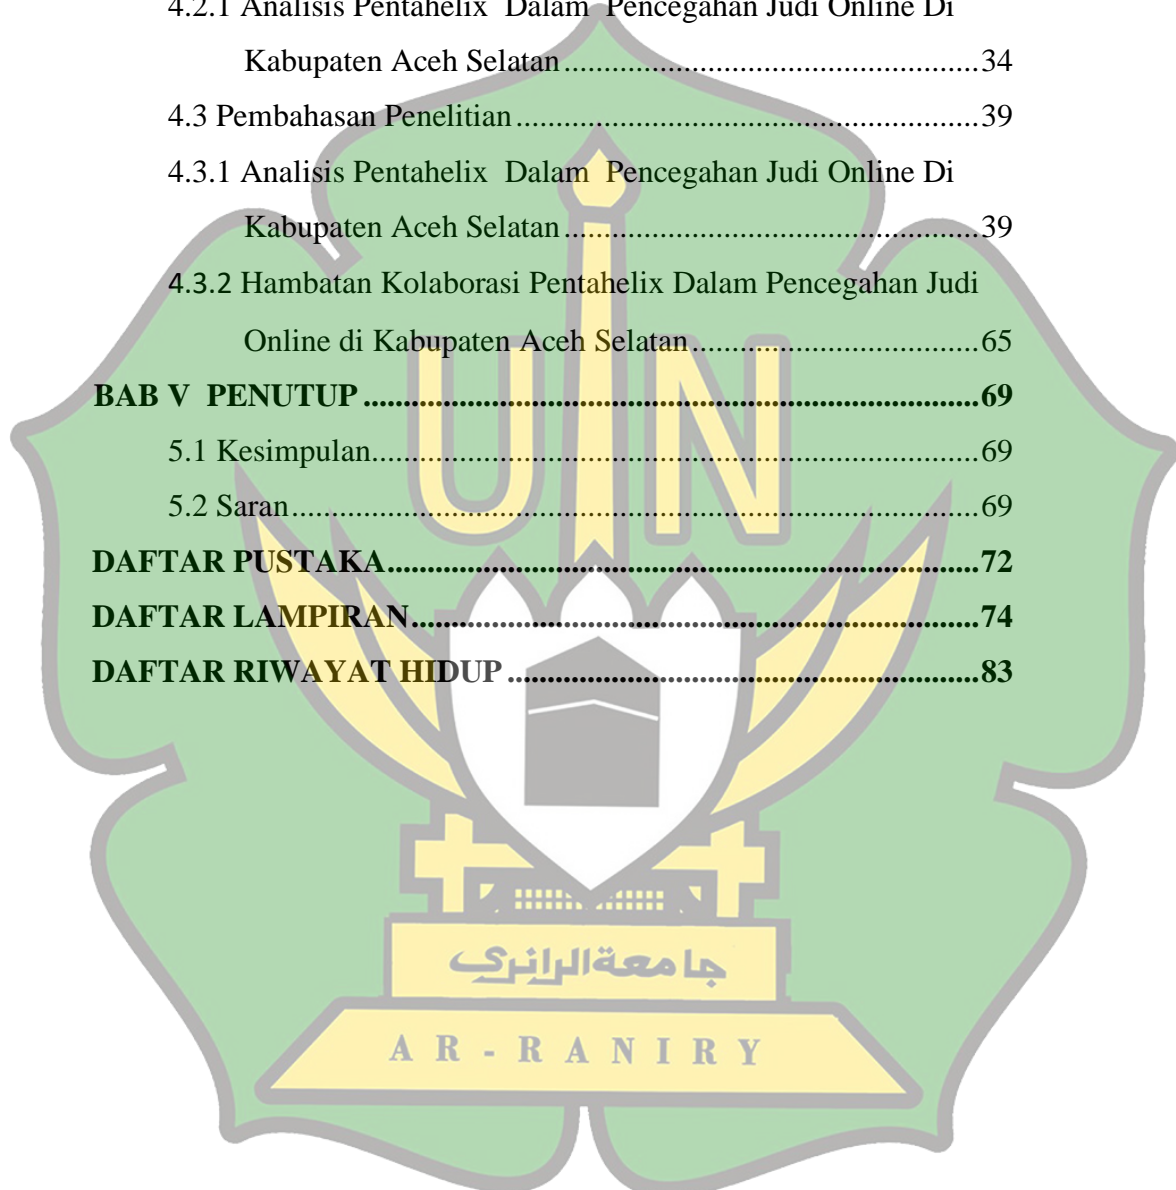 4.2.1 Analisis Pentahelix Dalam Pencegahan Judi Online Di
Kabupaten Aceh Selatan....................................................34
4.3 Pembahasan Penelitian..........................................................39
4.3.1 Analisis Pentahelix Dalam Pencegahan Judi Online Di
Kabupaten Aceh Selatan....................................................39
4.3.2 Hambatan Kolaborasi Pentahelix Dalam Pencegahan Judi
Online di Kabupaten Aceh Selatan....................................65
BAB V PENUTUP.............................................................................69
5.1 Kesimpulan............................................................................69
5.2 Saran......................................................................................69
DAFTAR PUSTAKA..........................................................................72
DAFTAR LAMPIRAN.......................................................................74
DAFTAR RIWAYAT HIDUP...........................................................83
UIN
جامعةالرانري
AR-RANIRY